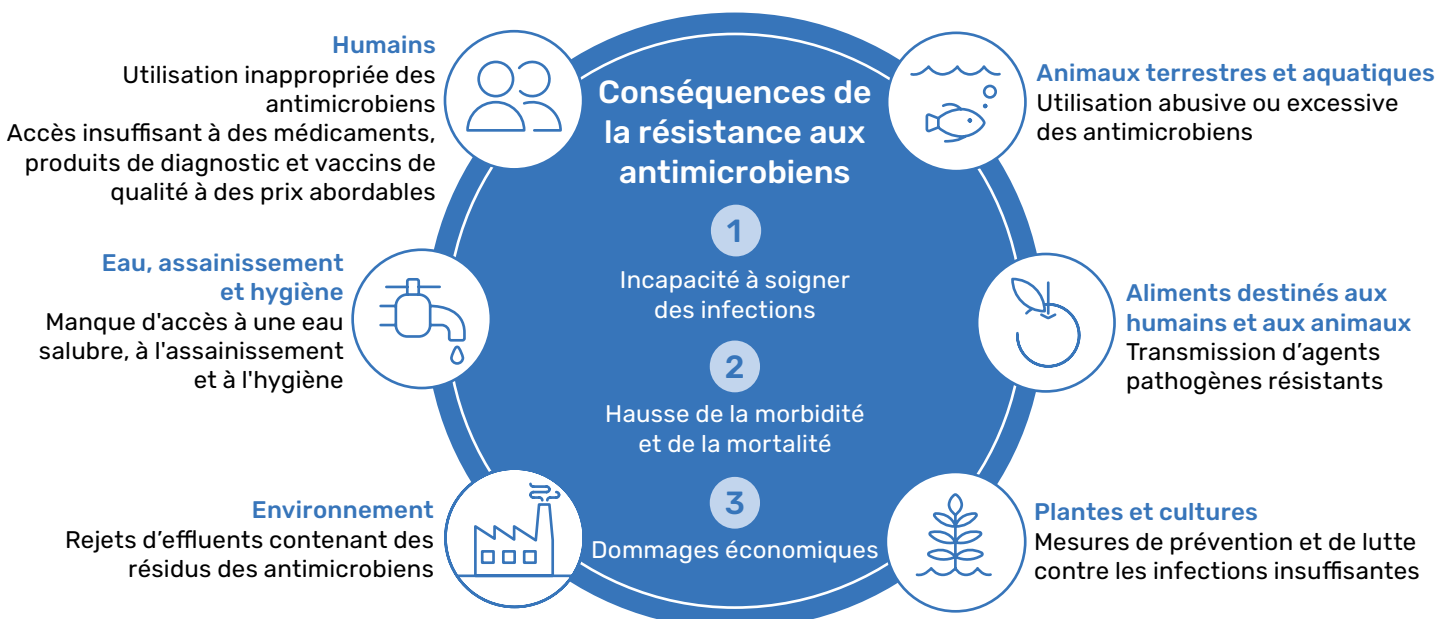 Humains
Utilisation inappropriée des
antimicrobiens
Accès insuffisant à des médicaments,
produits de diagnostic et vaccins de
qualité à des prix abordables
Eau, assainissement
et hygiène
Manque d'accès à une eau
salubre, à l'assainissement
et à l'hygiène
Environnement
Rejets d’effluents contenant des
résidus des antimicrobiens
Conséquences de
la résistance aux
antimicrobiens
1
Incapacité à soigner
des infections
2
Hausse de la morbidité
et de la mortalité
3
Dommages économiques
Animaux terrestres et aquatiques
Utilisation abusive ou excessive
des antimicrobiens
Aliments destinés aux
humains et aux animaux
Transmission d’agents
pathogènes résistants
Plantes et cultures
Mesures de prévention et de lutte
contre les infections insuffisantes